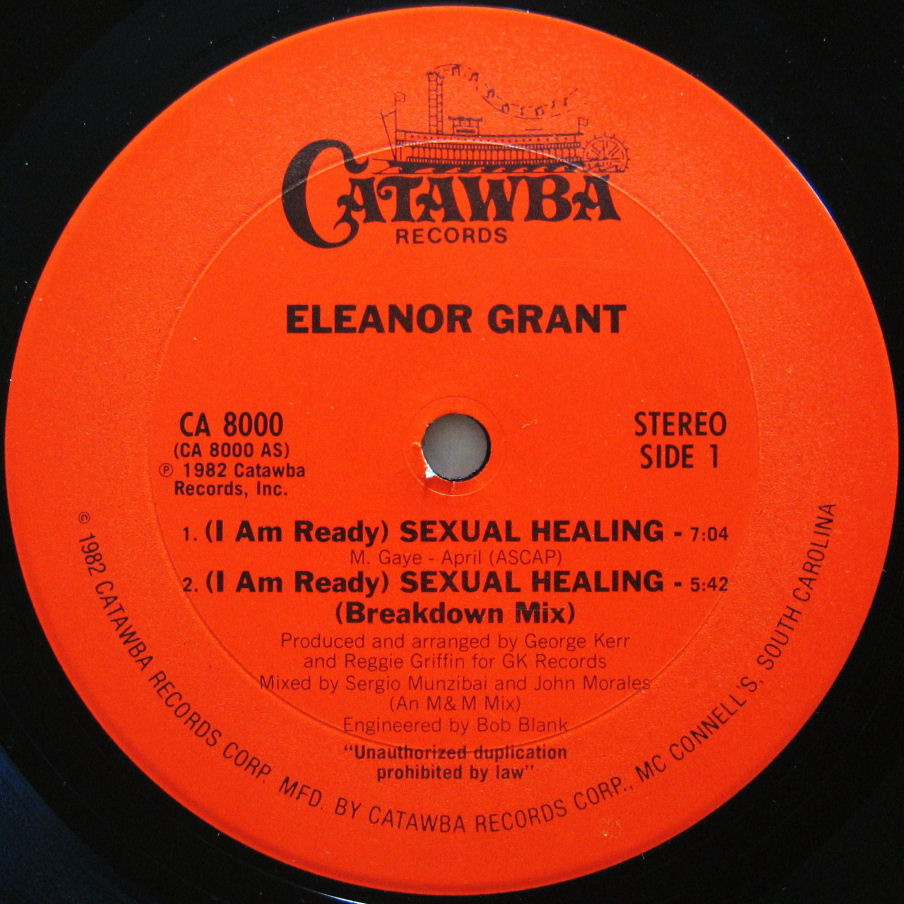 CATAWBA
RECORDS
ELEANOR GRANT
CA 8000
(CA 8000 AS)
℗ 1982 Catawba
Records, Inc.
STEREO
SIDE 1
1. (I Am Ready) SEXUAL HEALING - 7:04
M. Gaye - April (ASCAP)
2. (I Am Ready) SEXUAL HEALING - 5:42
(Breakdown Mix)
Produced and arranged by George Kerr
and Reggie Griffin for GK Records
Mixed by Sergio Munzibai and John Morales
(An M&M Mix)
Engineered by Bob Blank
"Unauthorized duplication
prohibited by law"
© 1982 CATAWBA RECORDS CORP. MFD. BY CATAWBA RECORDS CORP., MC CONNELL'S, SOUTH CAROLINA